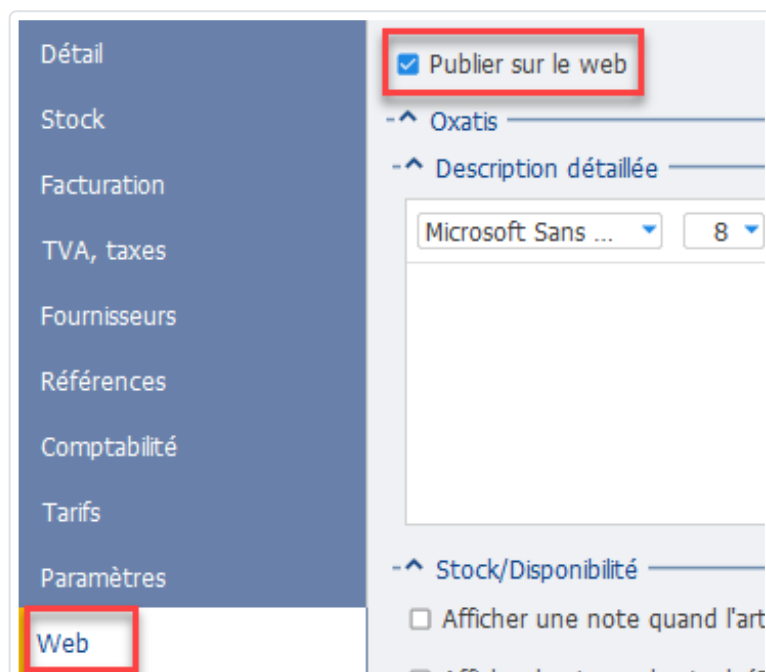 Détail
Stock
Facturation
TVA, taxes
Fournisseurs
Références
Comptabilité
Tarifs
Paramètres
Web
Publier sur le web
Oxatis
Description détaillée
Microsoft Sans ...
8
Stock/Disponibilité
Afficher une note quand l'art